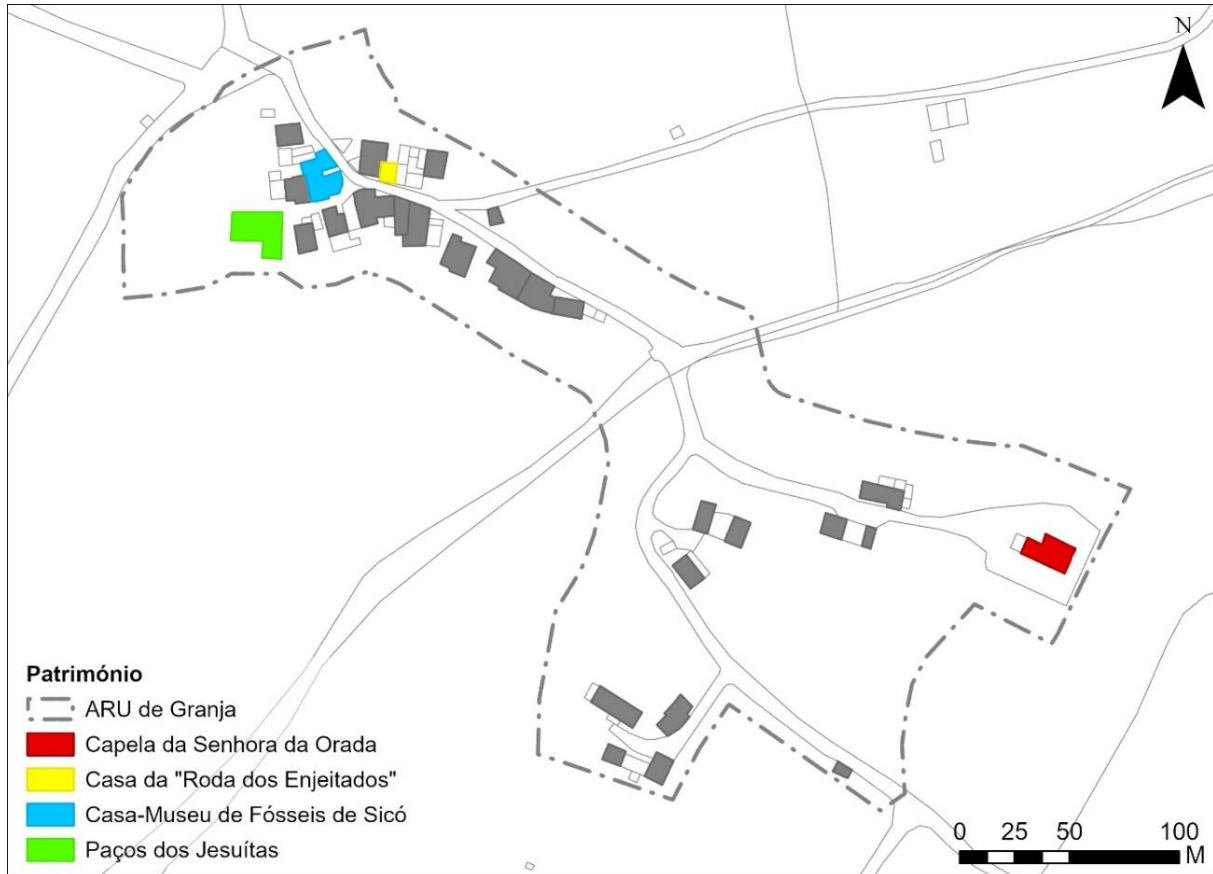 N
Património
ARU de Granja
Capela da Senhora da Orada
Casa da "Roda dos Enjeitados"
Casa-Museu de Fósseis de Sicó
Paços dos Jesuítas
0 25 50 100
M